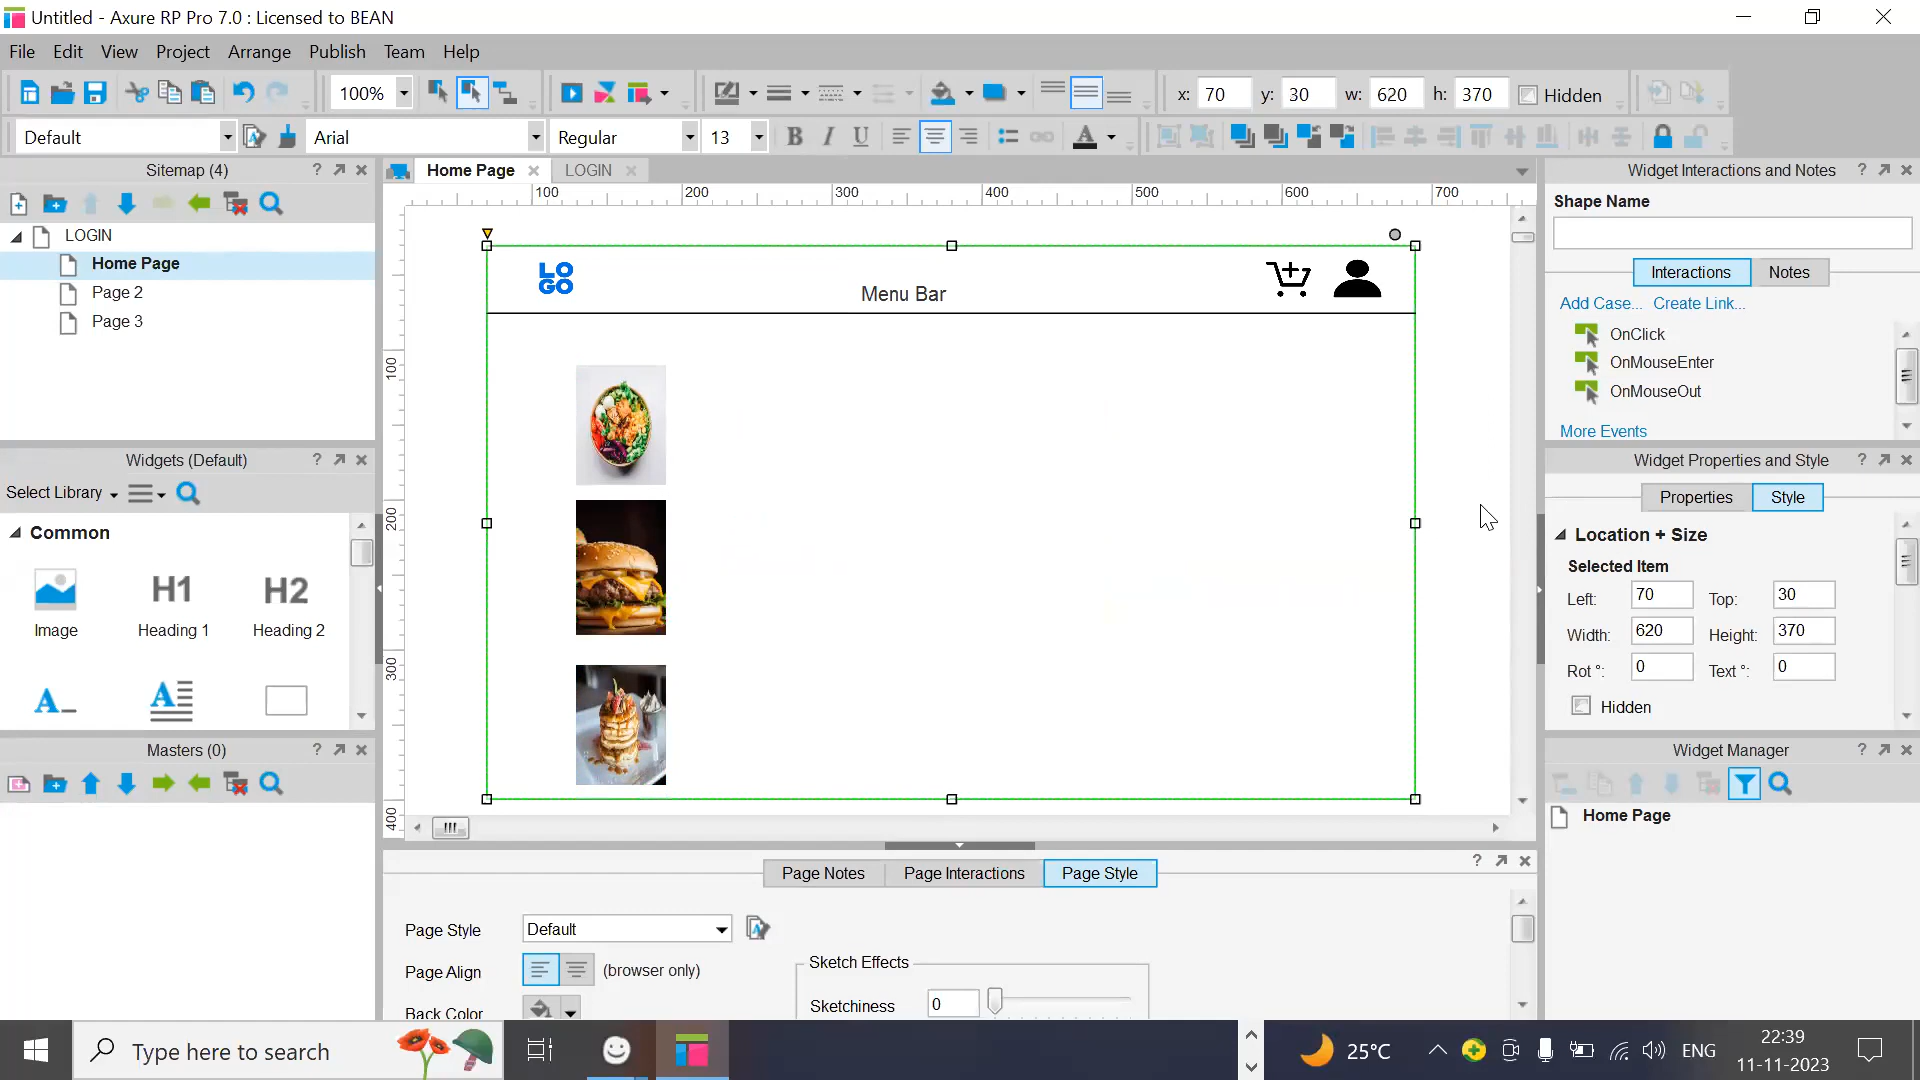 Untitled - Axure RP Pro 7.0 : Licensed to BEAN
File Edit View Project Arrange Publish Team Help
100% x: 70 y: 30 w: 620 h: 370 Hidden
Default Arial Regular 13 B I U A
Sitemap (4) ?
Home Page LOGIN
Widget Interactions and Notes ?
LOGIN
Home Page
Page 2
Page 3
100 200 300 400 500 600 700
100
200
300
400
LO
GO
Menu Bar
Shape Name
Interactions Notes
Add Case... Create Link...
OnClick
OnMouseEnter
OnMouseOut
More Events
Widgets (Default) ?
Select Library
Common
Image
H1
Heading 1
H2
Heading 2
A
A
Widget Properties and Style ?
Properties Style
Location + Size
Selected Item
Left: 70 Top: 30
Width: 620 Height: 370
Rot °: 0 Text °: 0
Hidden
Masters (0) ?
Widget Manager ?
Home Page
Page Notes Page Interactions Page Style ?
Page Style Default
Page Align (browser only)
Back Color
Sketch Effects
Sketchiness 0
Type here to search
25°C
ENG
22:39
11-11-2023